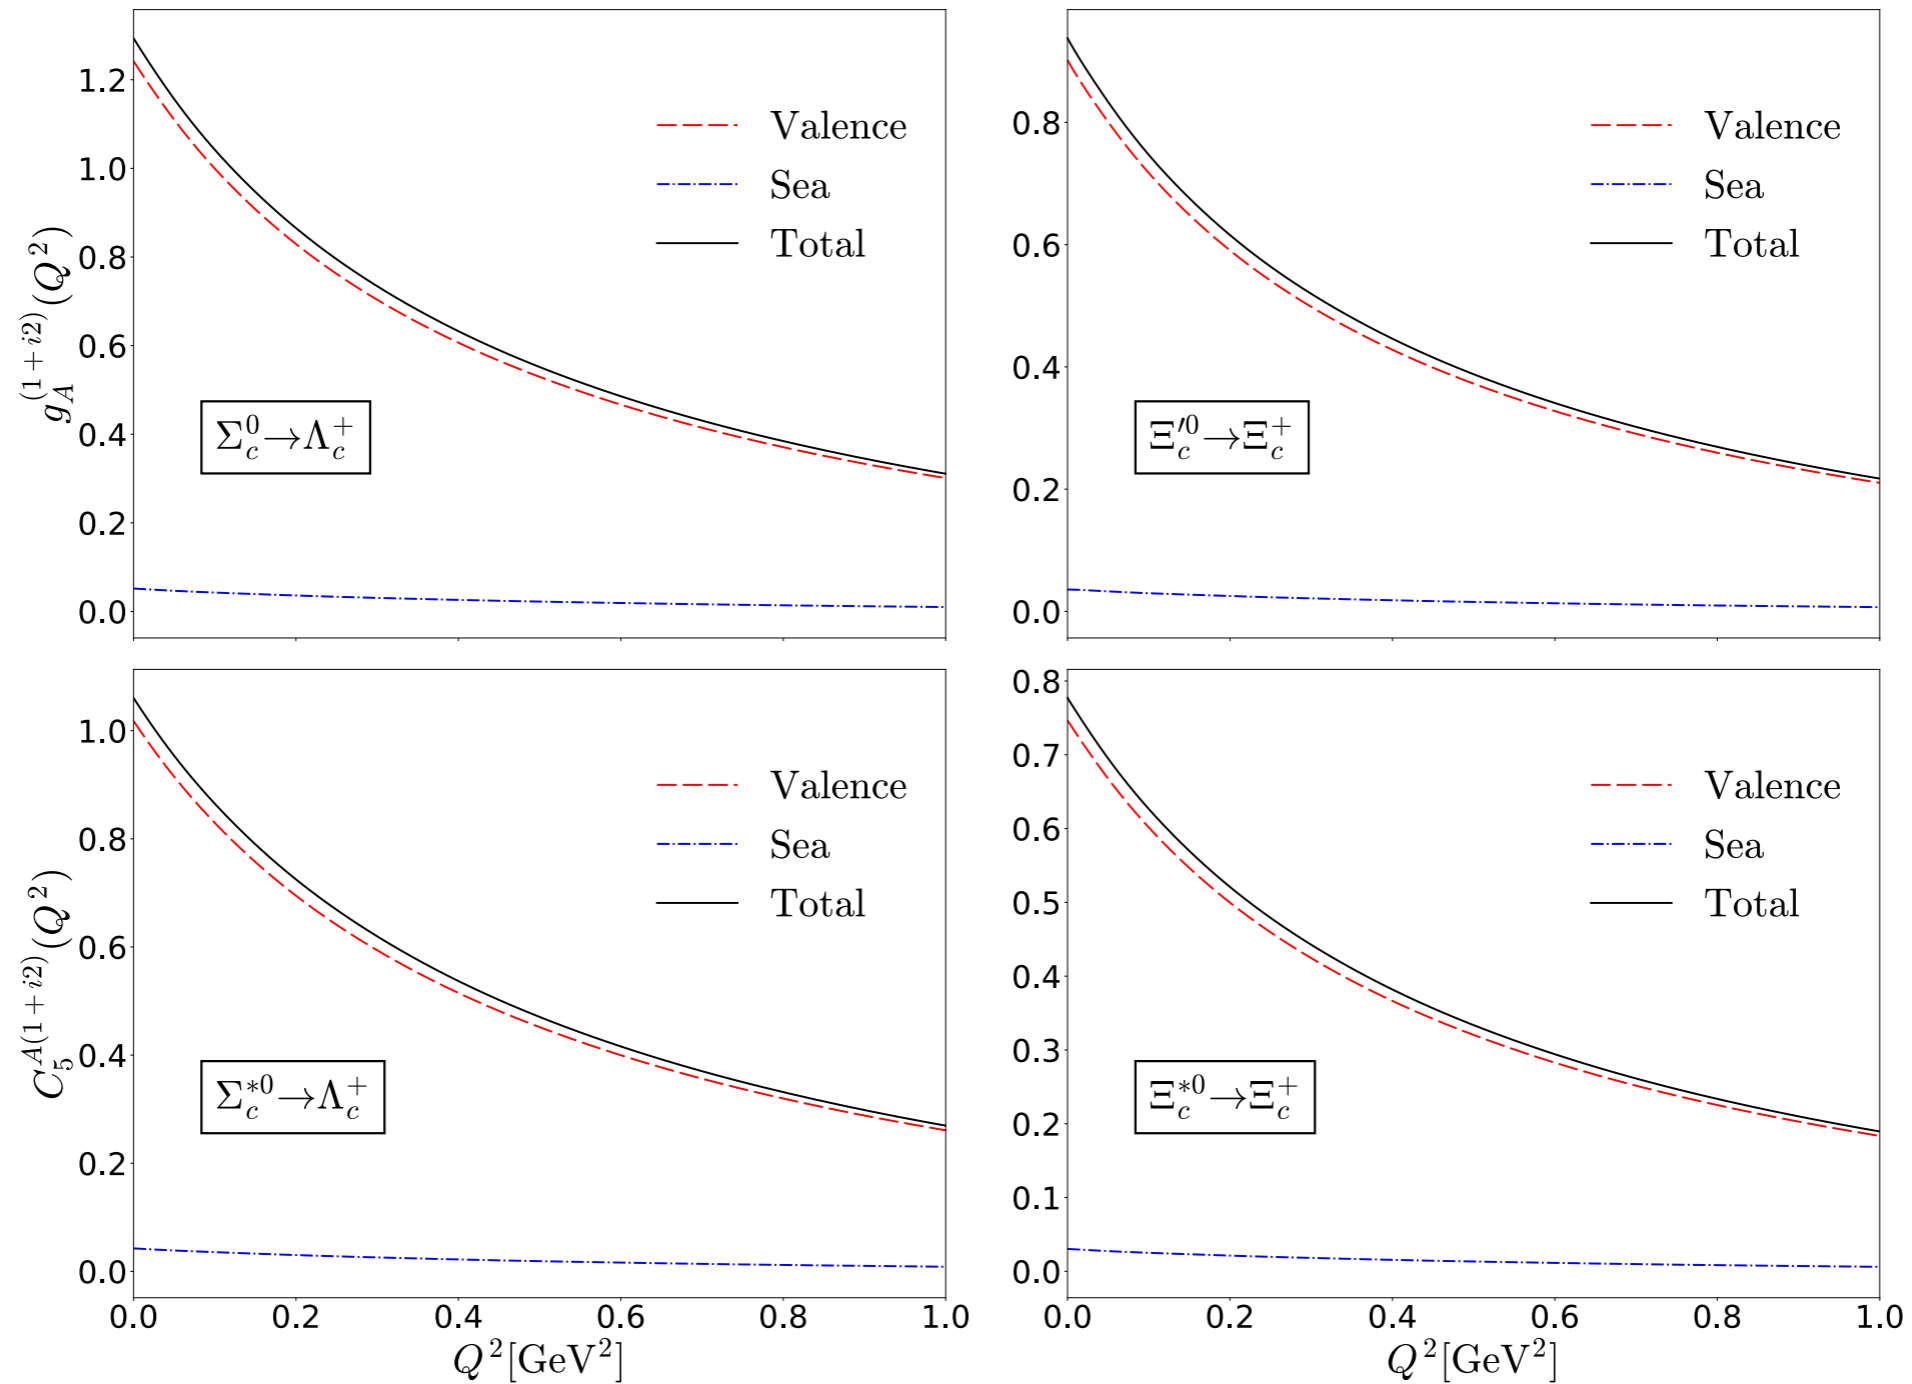 g_A^{(1+i2)}(Q^2)
1.2
1.0
0.8
0.6
0.4
0.2
0.0
Valence
Sea
Total
Σ_c^0→Λ_c^+
0.8
0.6
0.4
0.2
0.0
Valence
Sea
Total
Ξ_c^{′0}→Ξ_c^+
C_5^{A(1+i2)}(Q^2)
1.0
0.8
0.6
0.4
0.2
0.0
Valence
Sea
Total
Σ_c^{*0}→Λ_c^+
0.0 0.2 0.4 0.6 0.8 1.0
Q^2[GeV^2]
0.8
0.7
0.6
0.5
0.4
0.3
0.2
0.1
0.0
Valence
Sea
Total
Ξ_c^{*0}→Ξ_c^+
0.0 0.2 0.4 0.6 0.8 1.0
Q^2[GeV^2]